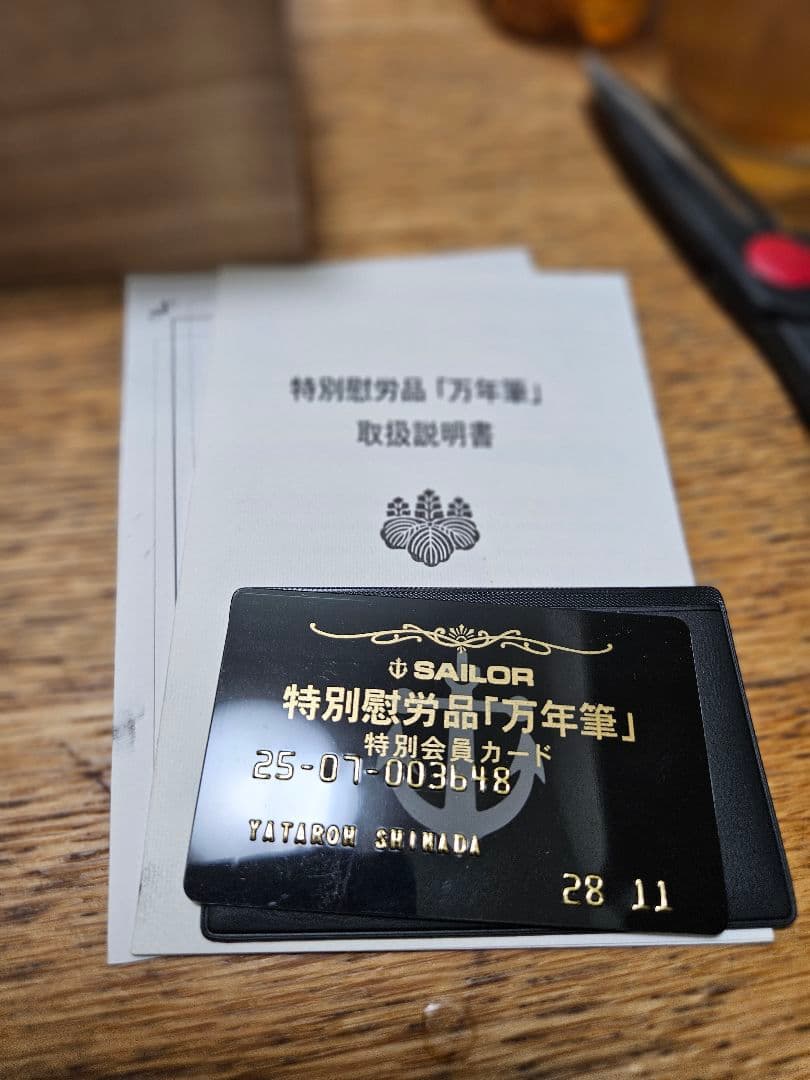 特別慰労品「万年筆」
取扱説明書
SAILOR
特別慰労品「万年筆」
特別会員カード
25-07-003648
YATAROH SHINADA
28 11